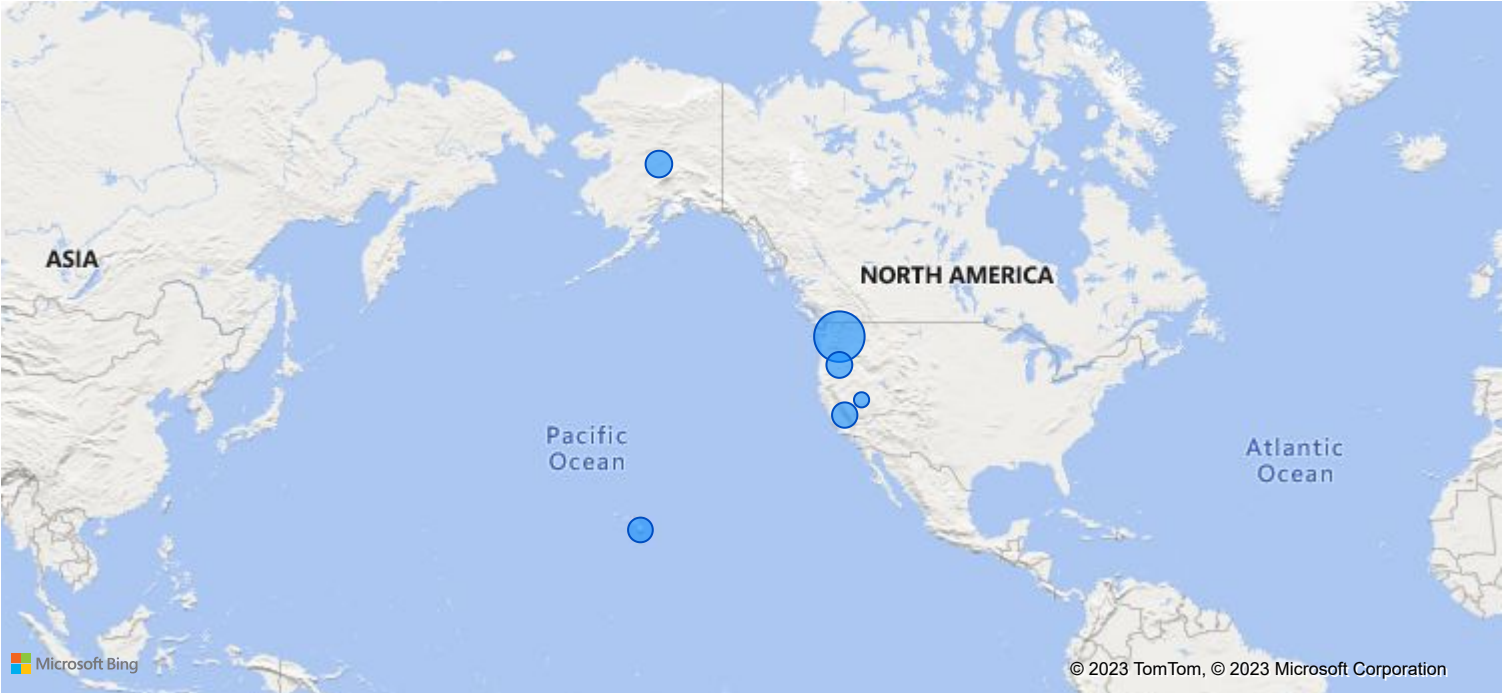 ASIA
NORTH AMERICA
Pacific
Ocean
Atlantic
Ocean
Microsoft Bing
© 2023 TomTom, © 2023 Microsoft Corporation